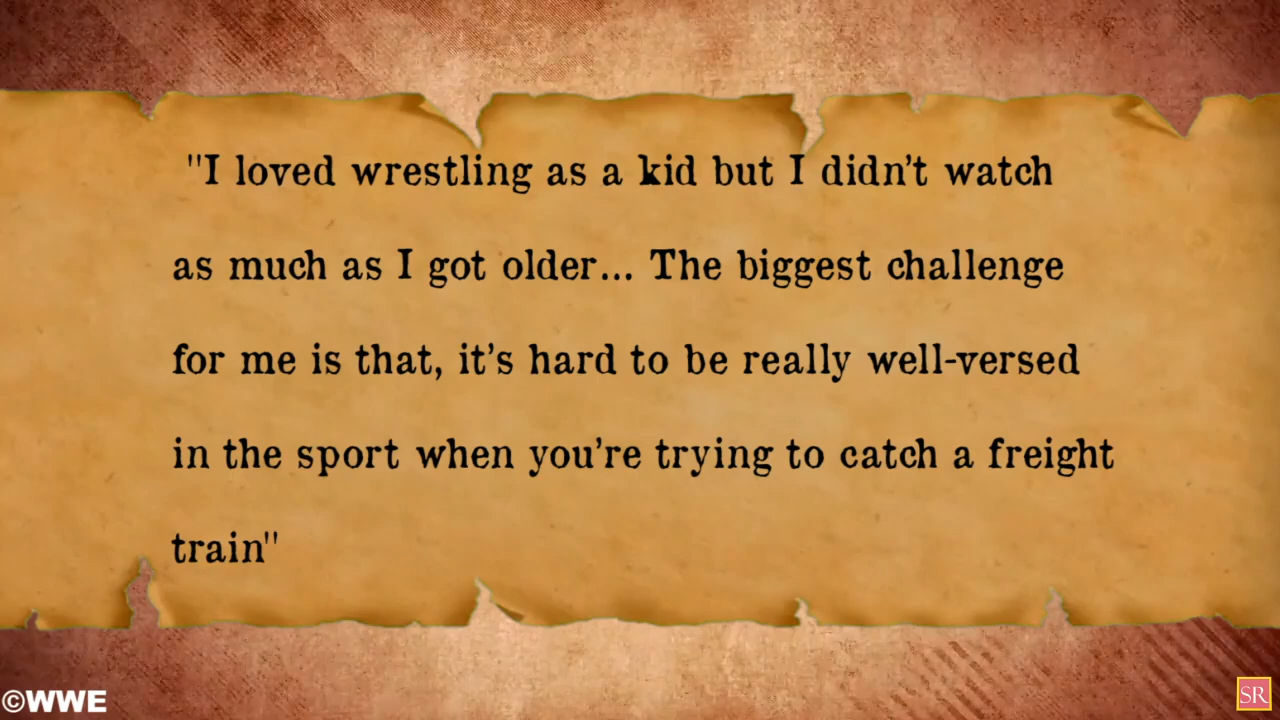 "I loved wrestling as a kid but I didn't watch
as much as I got older... The biggest challenge
for me is that, it's hard to be really well-versed
in the sport when you're trying to catch a freight
train"
©WWE
SR